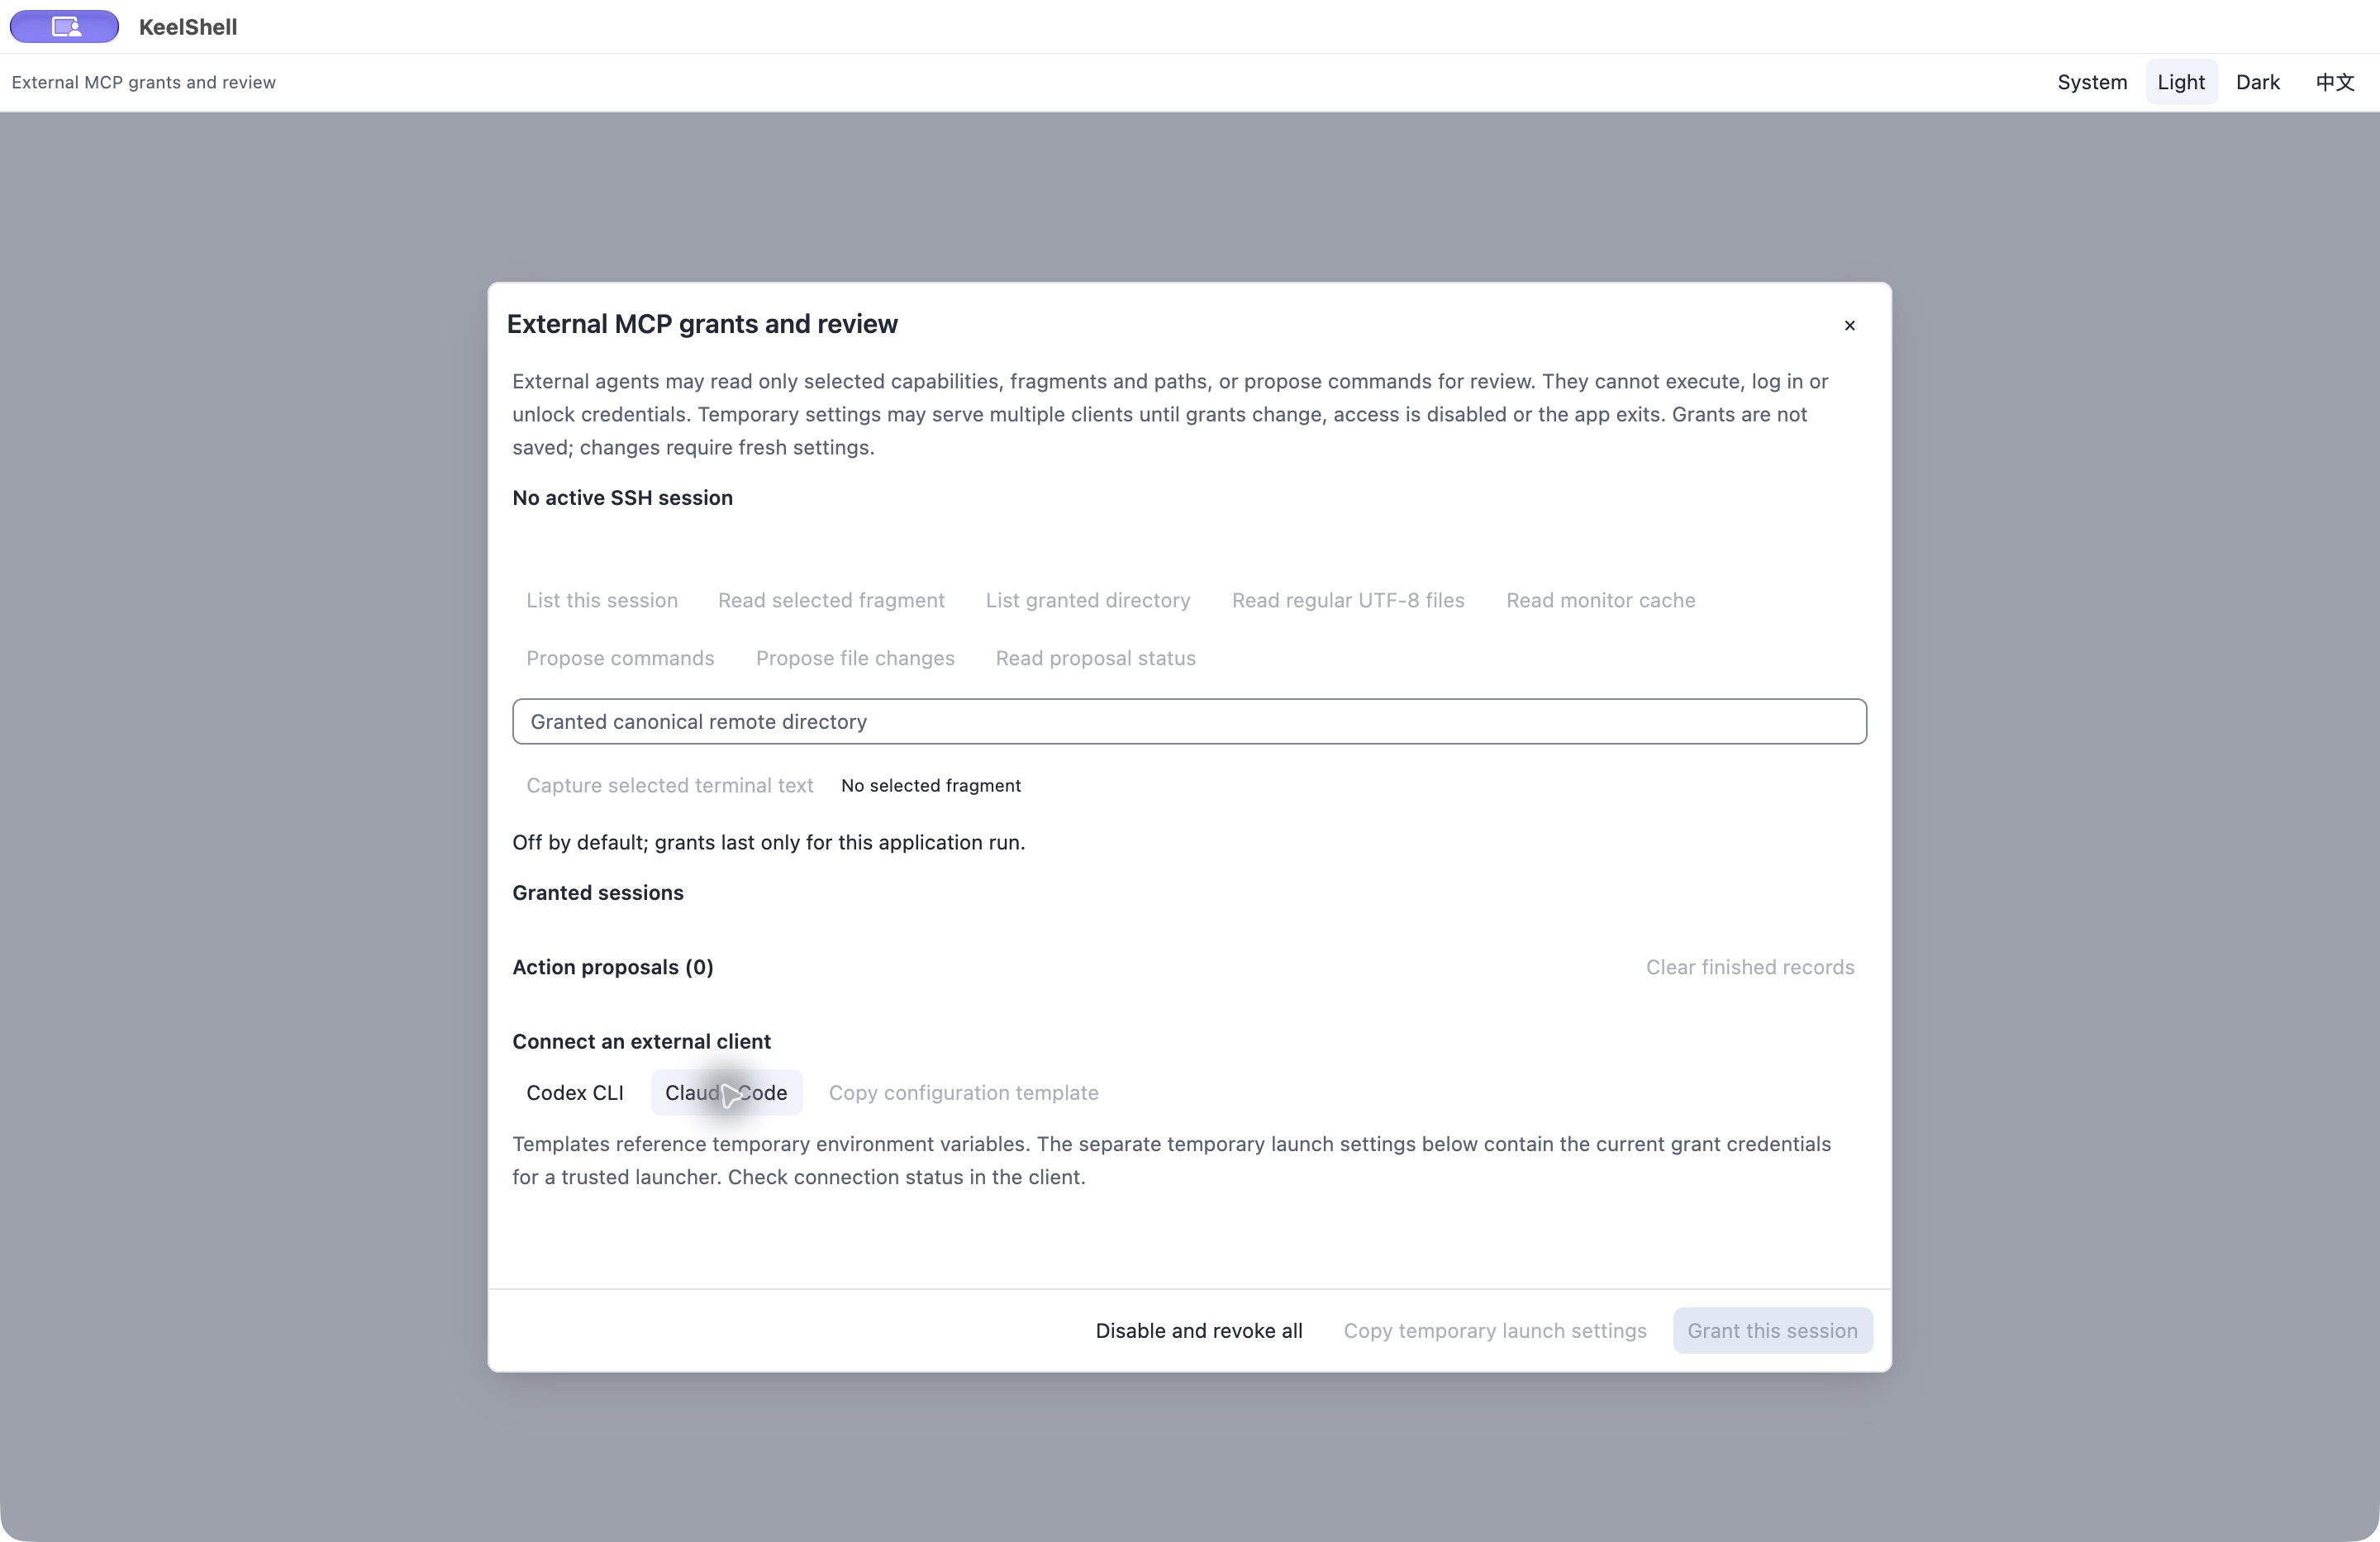 KeelShell
External MCP grants and review
System Light Dark 中文
External MCP grants and review
×
External agents may read only selected capabilities, fragments and paths, or propose commands for review. They cannot execute, log in or
unlock credentials. Temporary settings may serve multiple clients until grants change, access is disabled or the app exits. Grants are not
saved; changes require fresh settings.
No active SSH session
List this session Read selected fragment List granted directory Read regular UTF-8 files Read monitor cache
Propose commands Propose file changes Read proposal status
Granted canonical remote directory
Capture selected terminal text No selected fragment
Off by default; grants last only for this application run.
Granted sessions
Action proposals (0) Clear finished records
Connect an external client
Codex CLI Claude Code Copy configuration template
Templates reference temporary environment variables. The separate temporary launch settings below contain the current grant credentials
for a trusted launcher. Check connection status in the client.
Disable and revoke all Copy temporary launch settings Grant this session